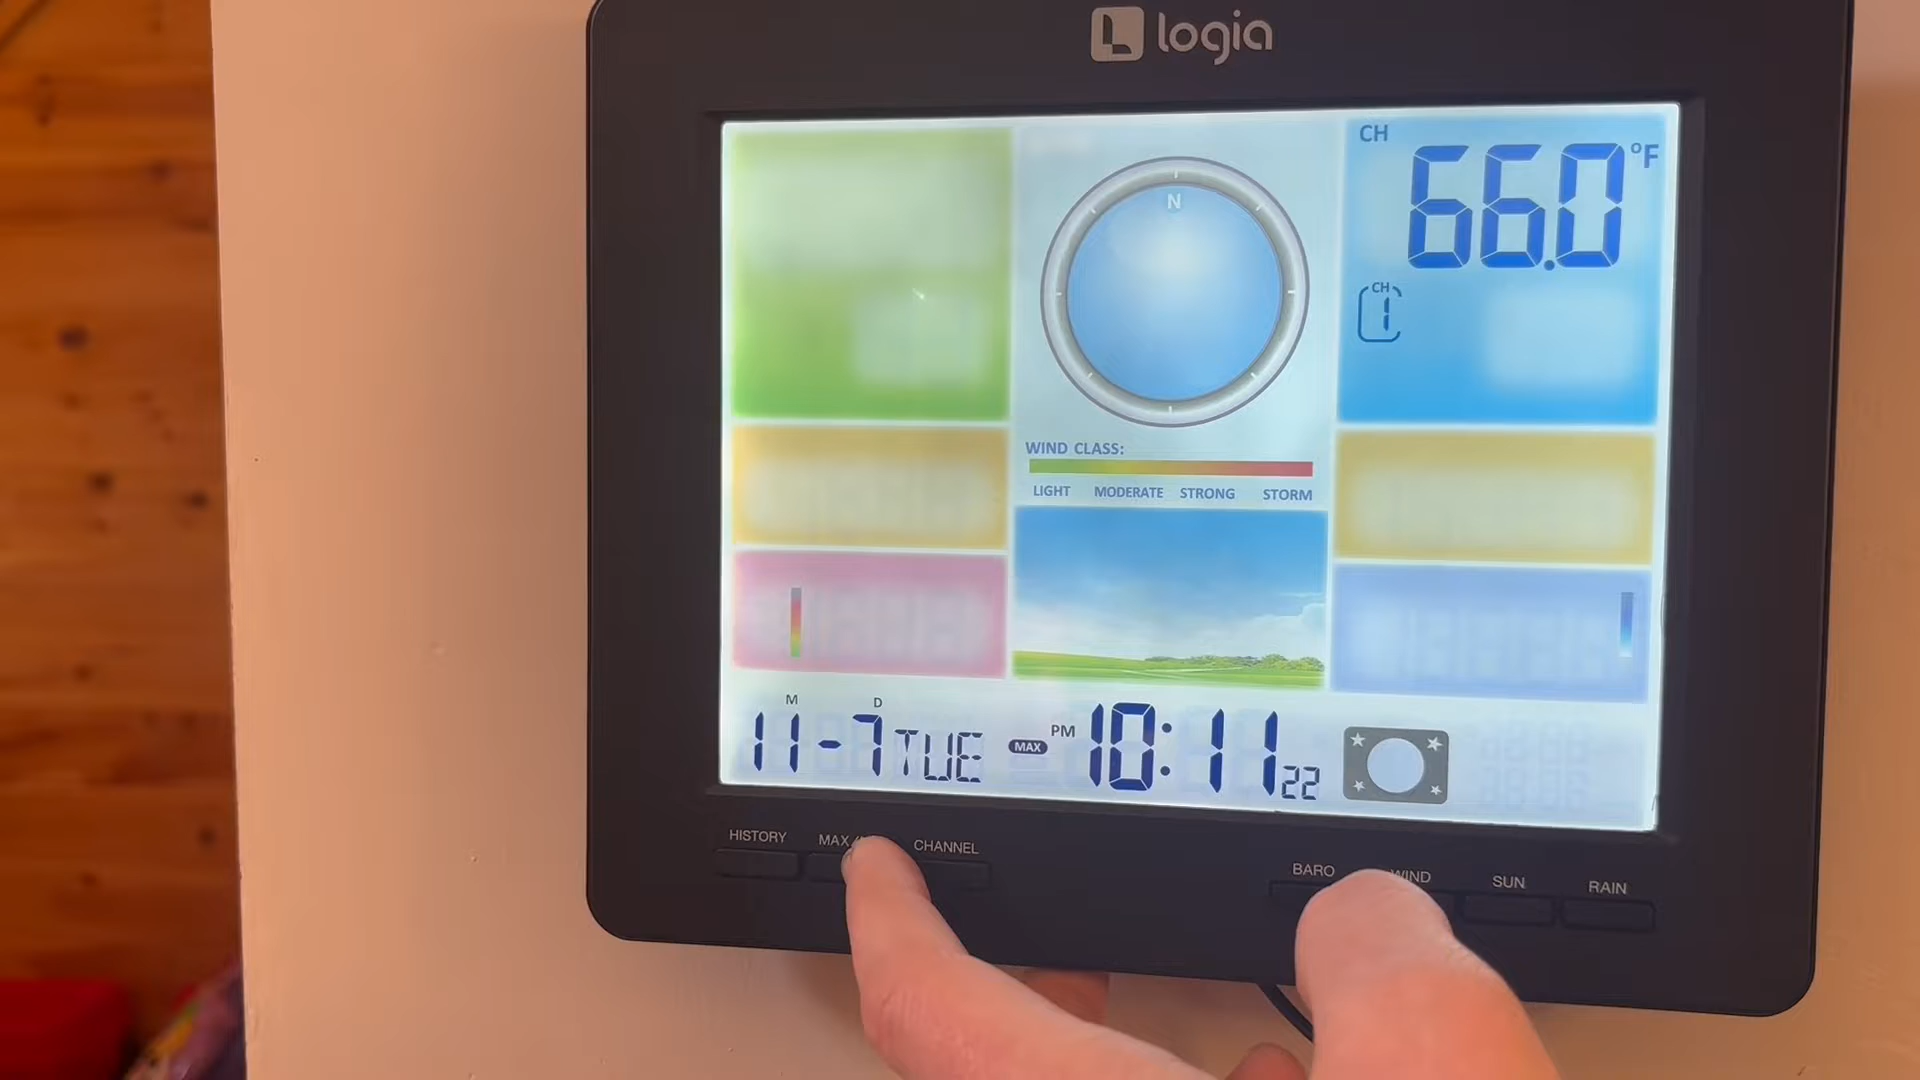 logia
CH
66.0 °F
N
CH
1
WIND CLASS:
LIGHT MODERATE STRONG STORM
M D
11-7 TUE MAX PM 10:11 22
HISTORY MAX / CHANNEL
BARO WIND SUN RAIN